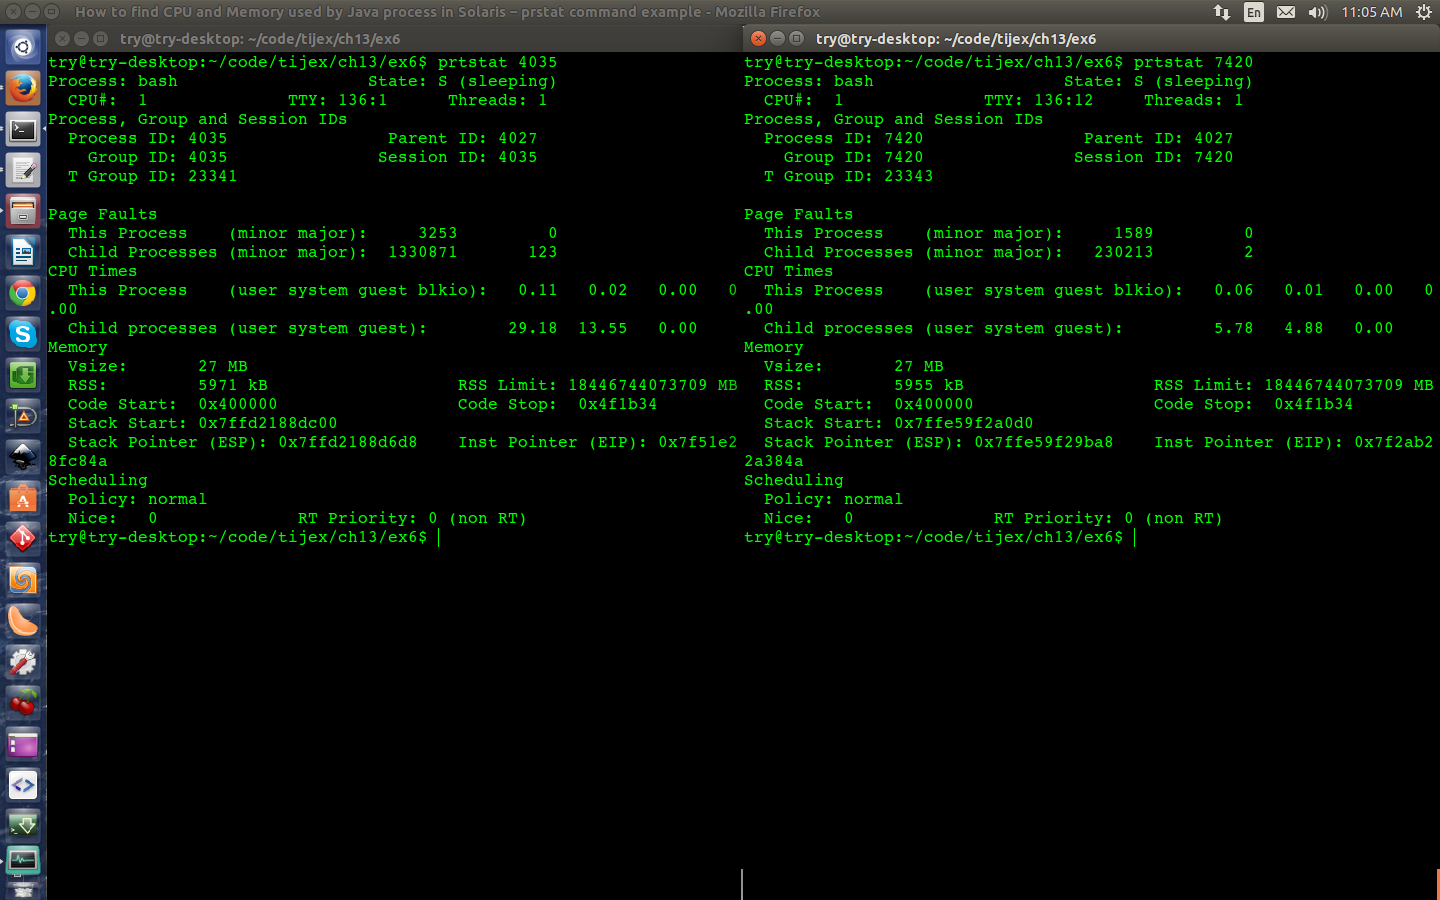 How to find CPU and Memory used by Java process in Solaris – prstat command example - Mozilla Firefox
En
11:05 AM
try@try-desktop: ~/code/tijex/ch13/ex6
try@try-desktop:~/code/tijex/ch13/ex6$ prtstat 4035
Process: bash                   State: S (sleeping)
  CPU#:  1              TTY: 136:1      Threads: 1
Process, Group and Session IDs
  Process ID: 4035                Parent ID: 4027
    Group ID: 4035               Session ID: 4035
  T Group ID: 23341
Page Faults
  This Process    (minor major):     3253         0
  Child Processes (minor major):  1330871       123
CPU Times
  This Process    (user system guest blkio):   0.11   0.02   0.00   0
.00
  Child processes (user system guest):        29.18  13.55   0.00
Memory
  Vsize:       27 MB
  RSS:         5971 kB                   RSS Limit: 18446744073709 MB
  Code Start:  0x400000                  Code Stop:  0x4f1b34
  Stack Start: 0x7ffd2188dc00
  Stack Pointer (ESP): 0x7ffd2188d6d8    Inst Pointer (EIP): 0x7f51e2
8fc84a
Scheduling
  Policy: normal
  Nice:   0              RT Priority: 0 (non RT)
try@try-desktop:~/code/tijex/ch13/ex6$
try@try-desktop: ~/code/tijex/ch13/ex6
try@try-desktop:~/code/tijex/ch13/ex6$ prtstat 7420
Process: bash                   State: S (sleeping)
  CPU#:  1              TTY: 136:12     Threads: 1
Process, Group and Session IDs
  Process ID: 7420                Parent ID: 4027
    Group ID: 7420               Session ID: 7420
  T Group ID: 23343
Page Faults
  This Process    (minor major):     1589         0
  Child Processes (minor major):   230213         2
CPU Times
  This Process    (user system guest blkio):   0.06   0.01   0.00   0
.00
  Child processes (user system guest):         5.78   4.88   0.00
Memory
  Vsize:       27 MB
  RSS:         5955 kB                   RSS Limit: 18446744073709 MB
  Code Start:  0x400000                  Code Stop:  0x4f1b34
  Stack Start: 0x7ffe59f2a0d0
  Stack Pointer (ESP): 0x7ffe59f29ba8    Inst Pointer (EIP): 0x7f2ab2
2a384a
Scheduling
  Policy: normal
  Nice:   0              RT Priority: 0 (non RT)
try@try-desktop:~/code/tijex/ch13/ex6$